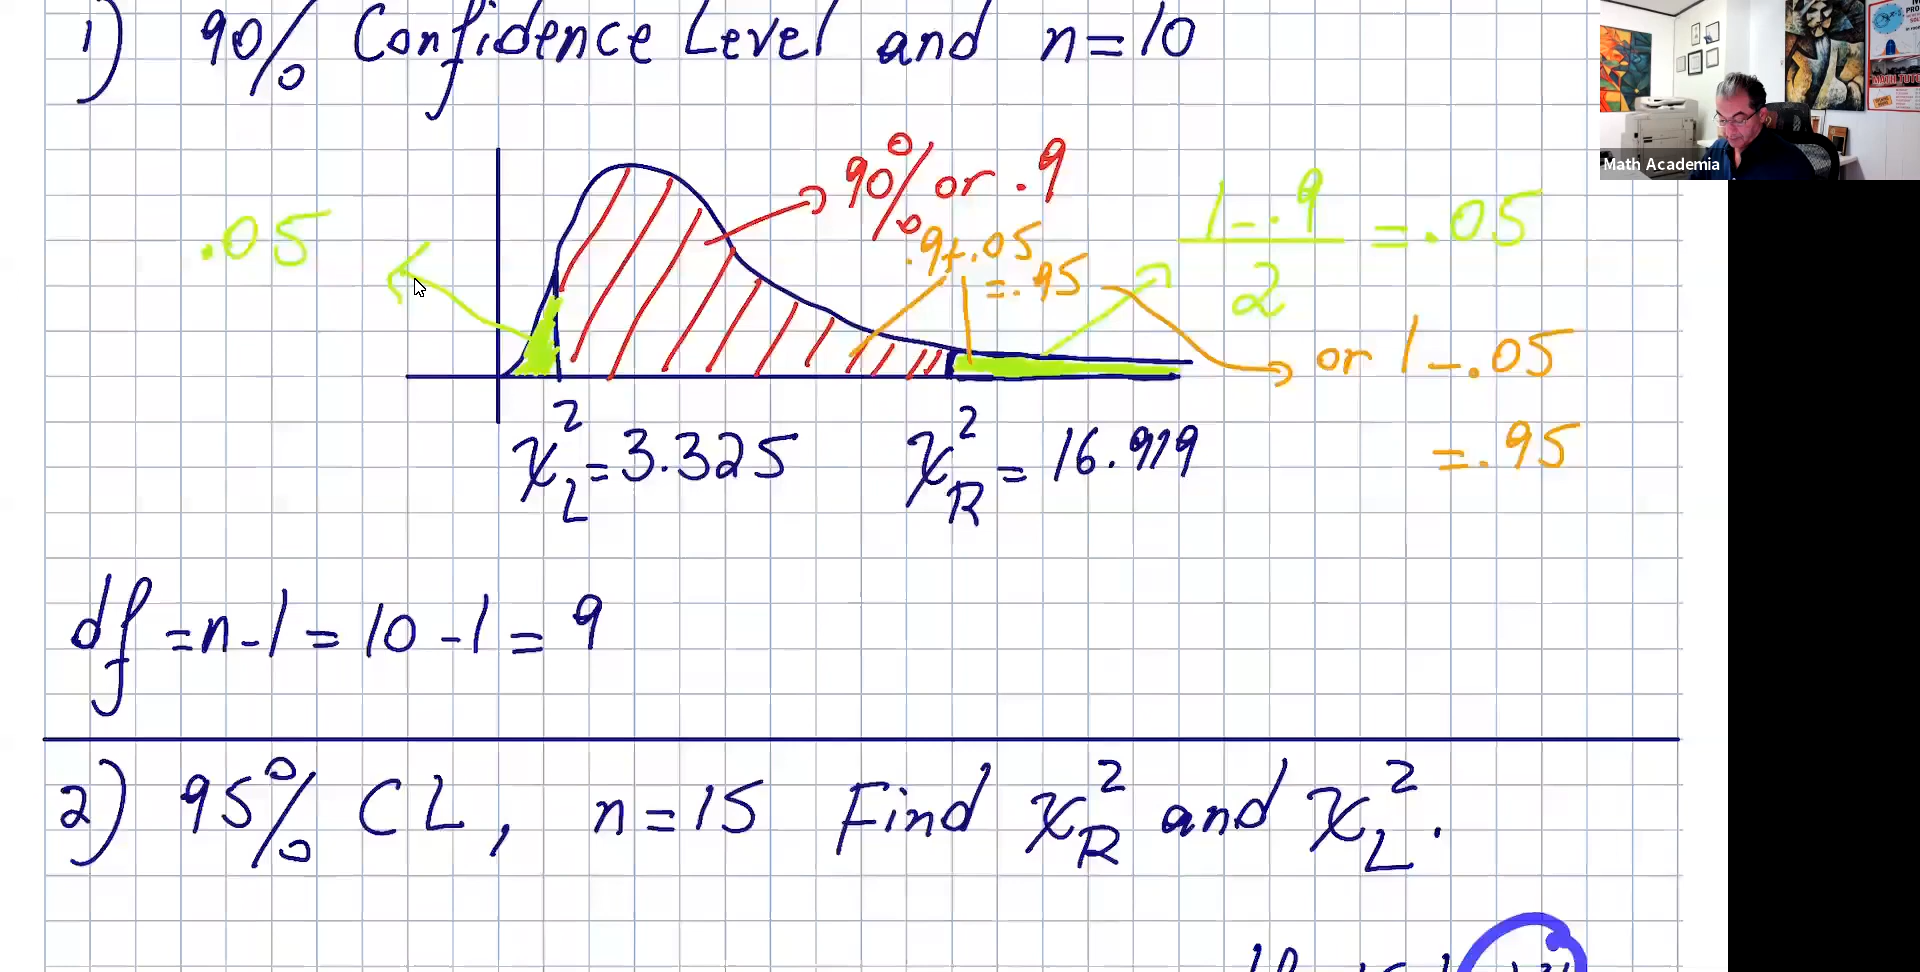 1) 90% Confidence Level and n=10
90% or .9
.05
1-.9
—— = .05
2
.9+.05
=.95
or 1-.05
=.95
χ²L=3.325
χ²R = 16.919
df =n-1= 10 -1= 9
2) 95% CL, n=15 Find χ²R and χ²L.
Math Academia